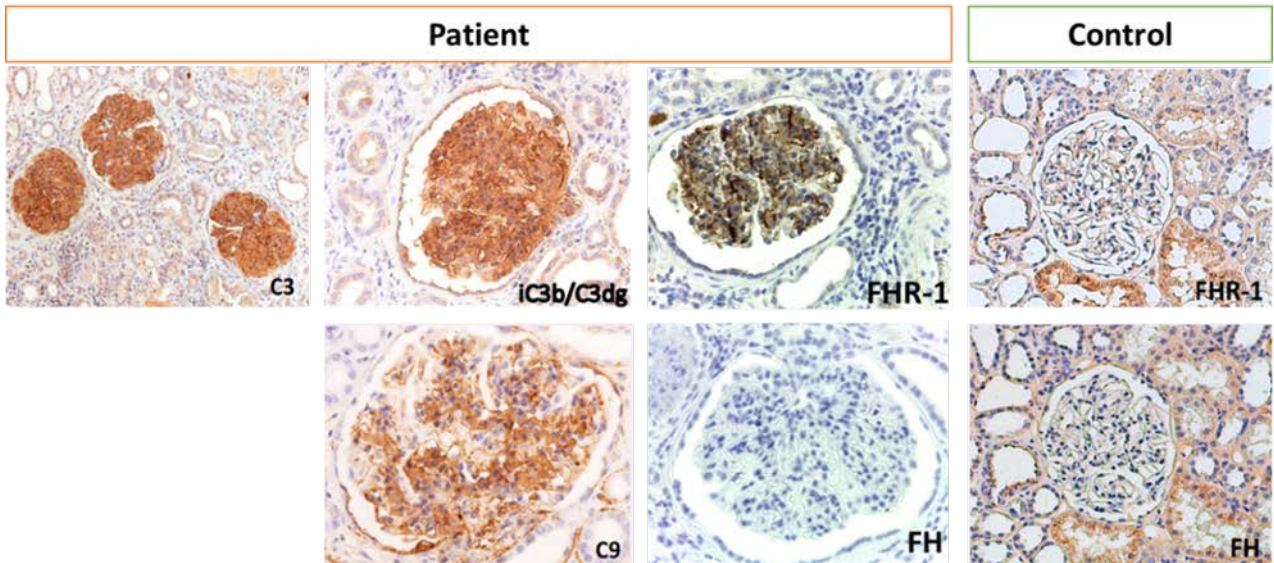 Patient
Control
C3
iC3b/C3dg
FHR-1
FHR-1
C9
FH
FH